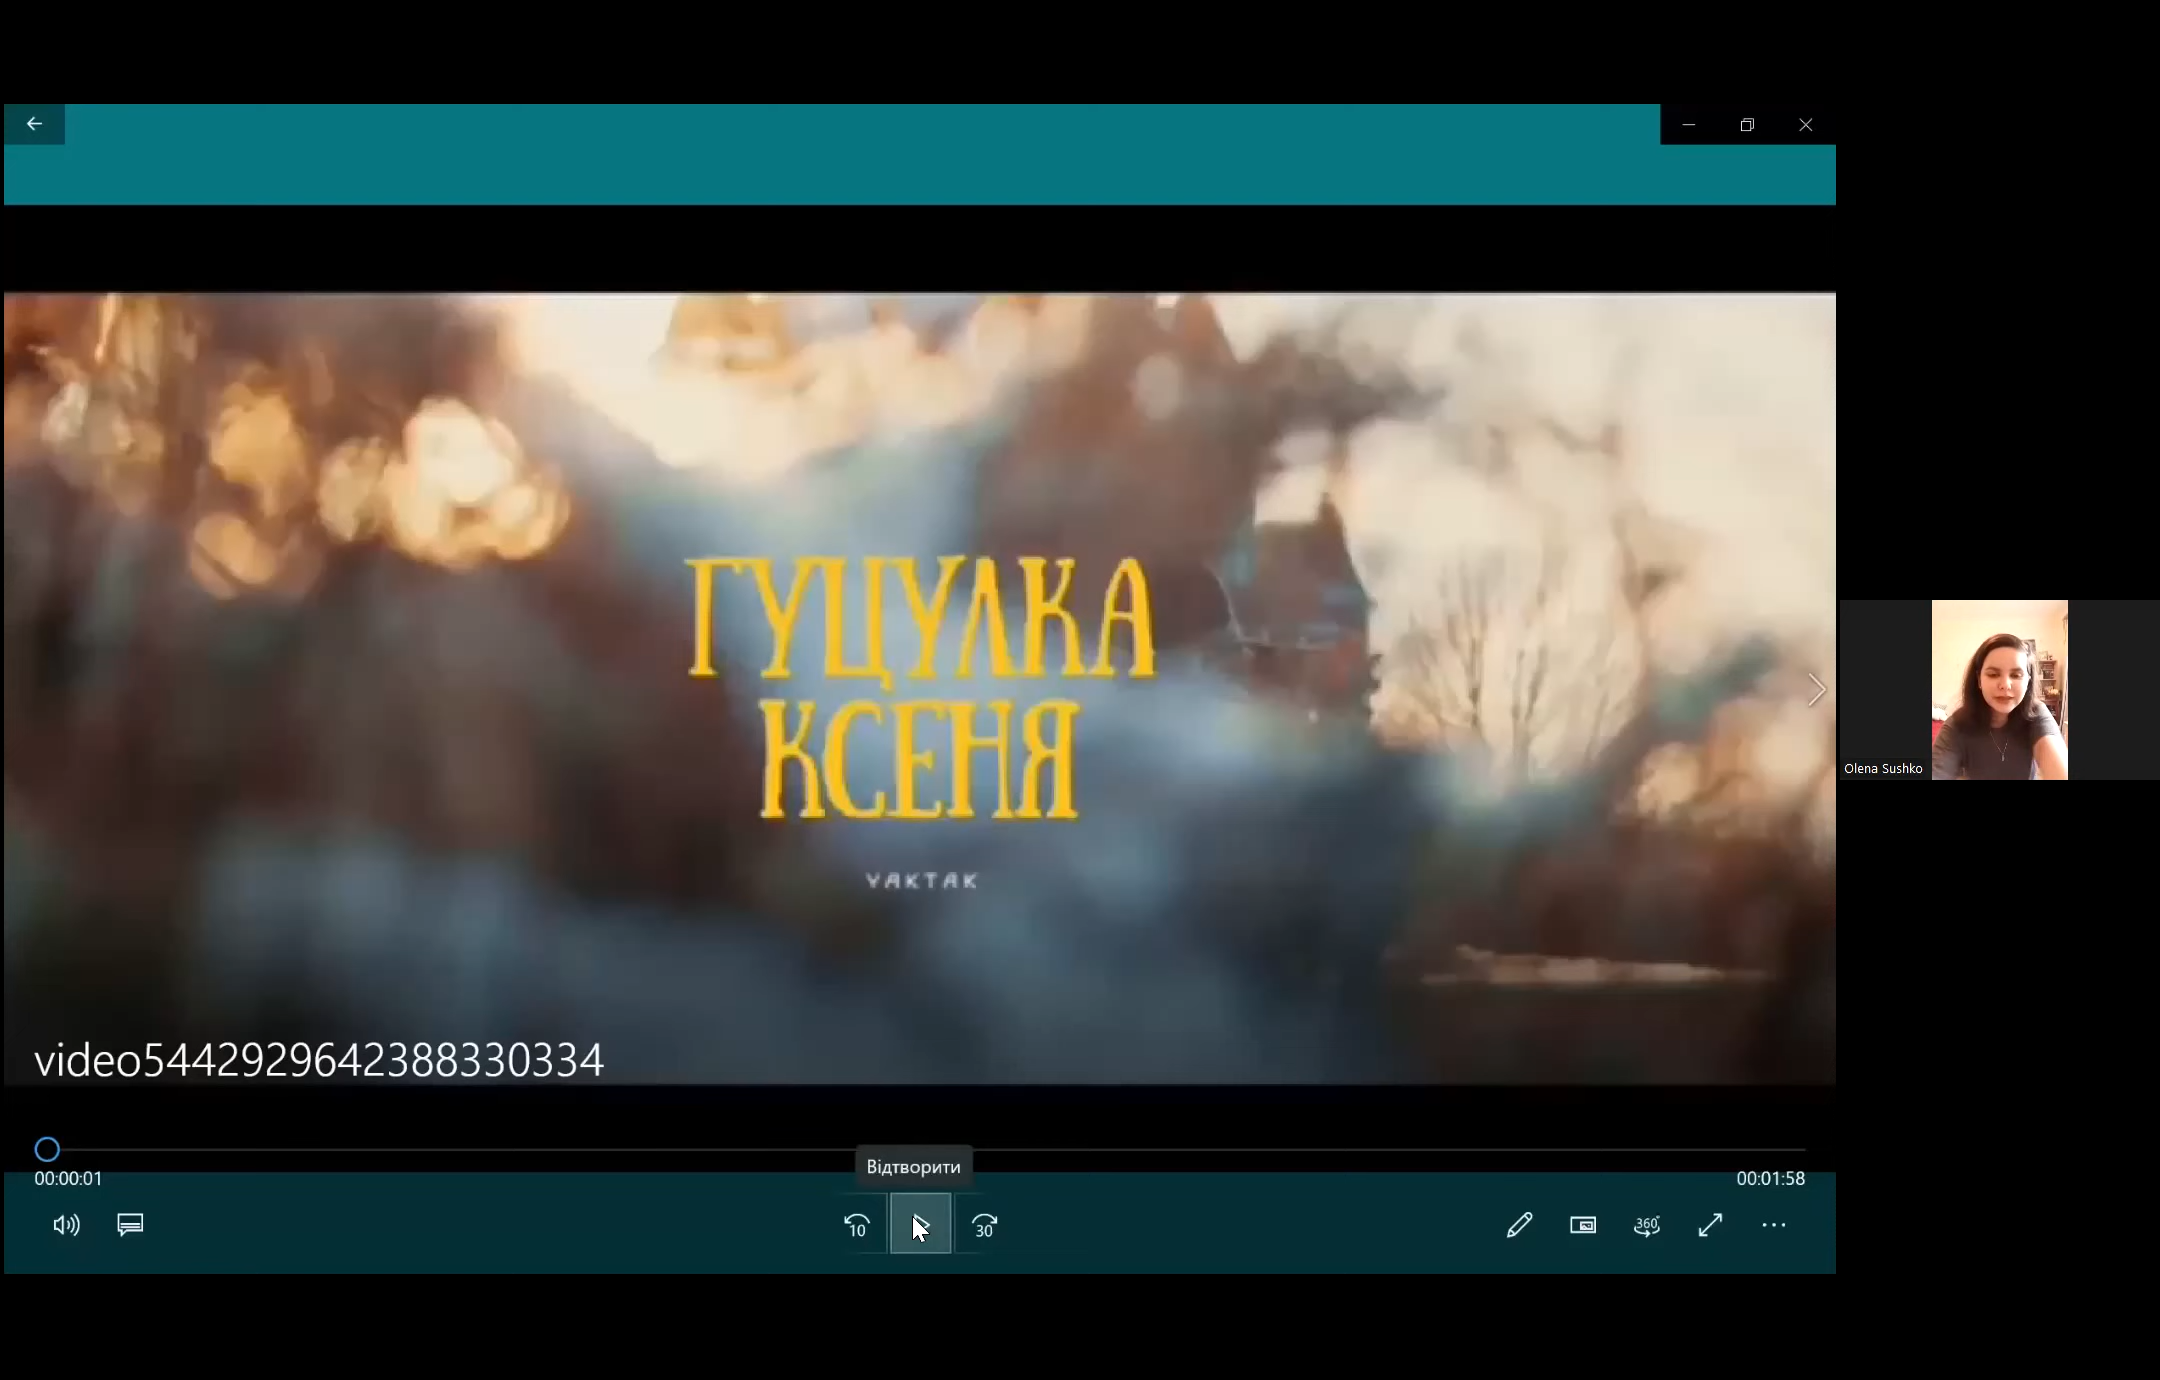 ГУЦУЛКА
КСЕНЯ
YAKTAK
Olena Sushko
video5442929642388330334
Відтворити
00:00:01
00:01:58
10
30
360°